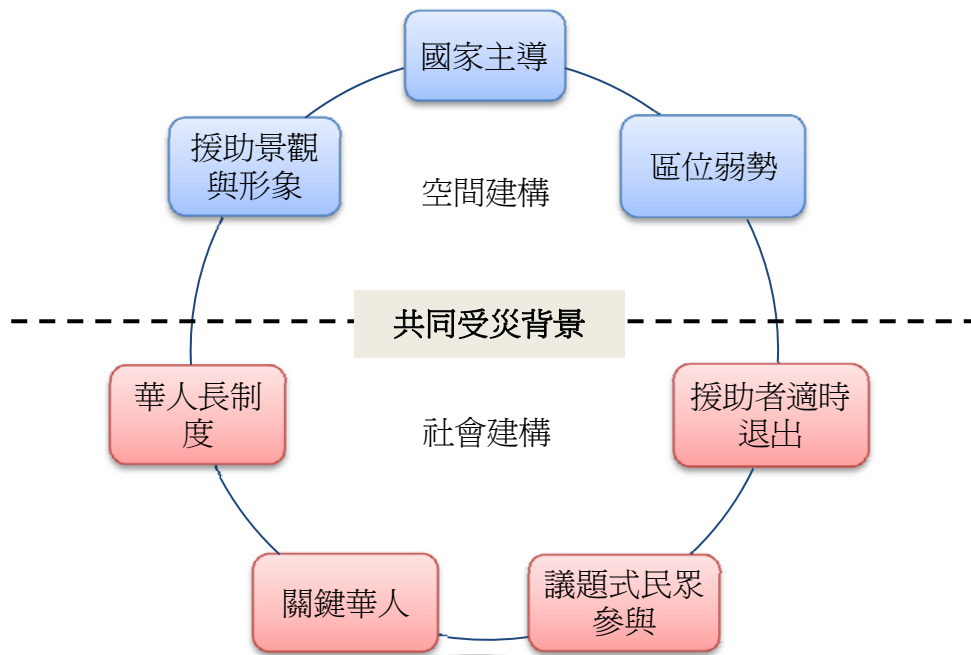 國家主導
援助景觀
與形象
區位弱勢
空間建構
共同受災背景
華人長制
度
社會建構
援助者適時
退出
關鍵華人
議題式民眾
參與